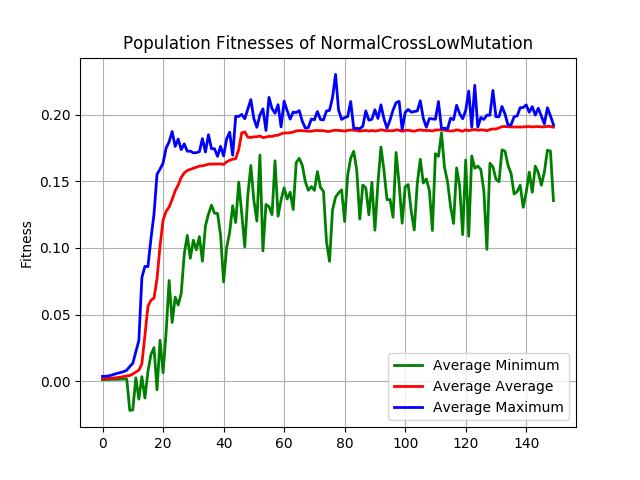 Population Fitnesses of NormalCrossLowMutation
Fitness
0.20
0.15
0.10
0.05
0.00
0 20 40 60 80 100 120 140
Average Minimum
Average Average
Average Maximum